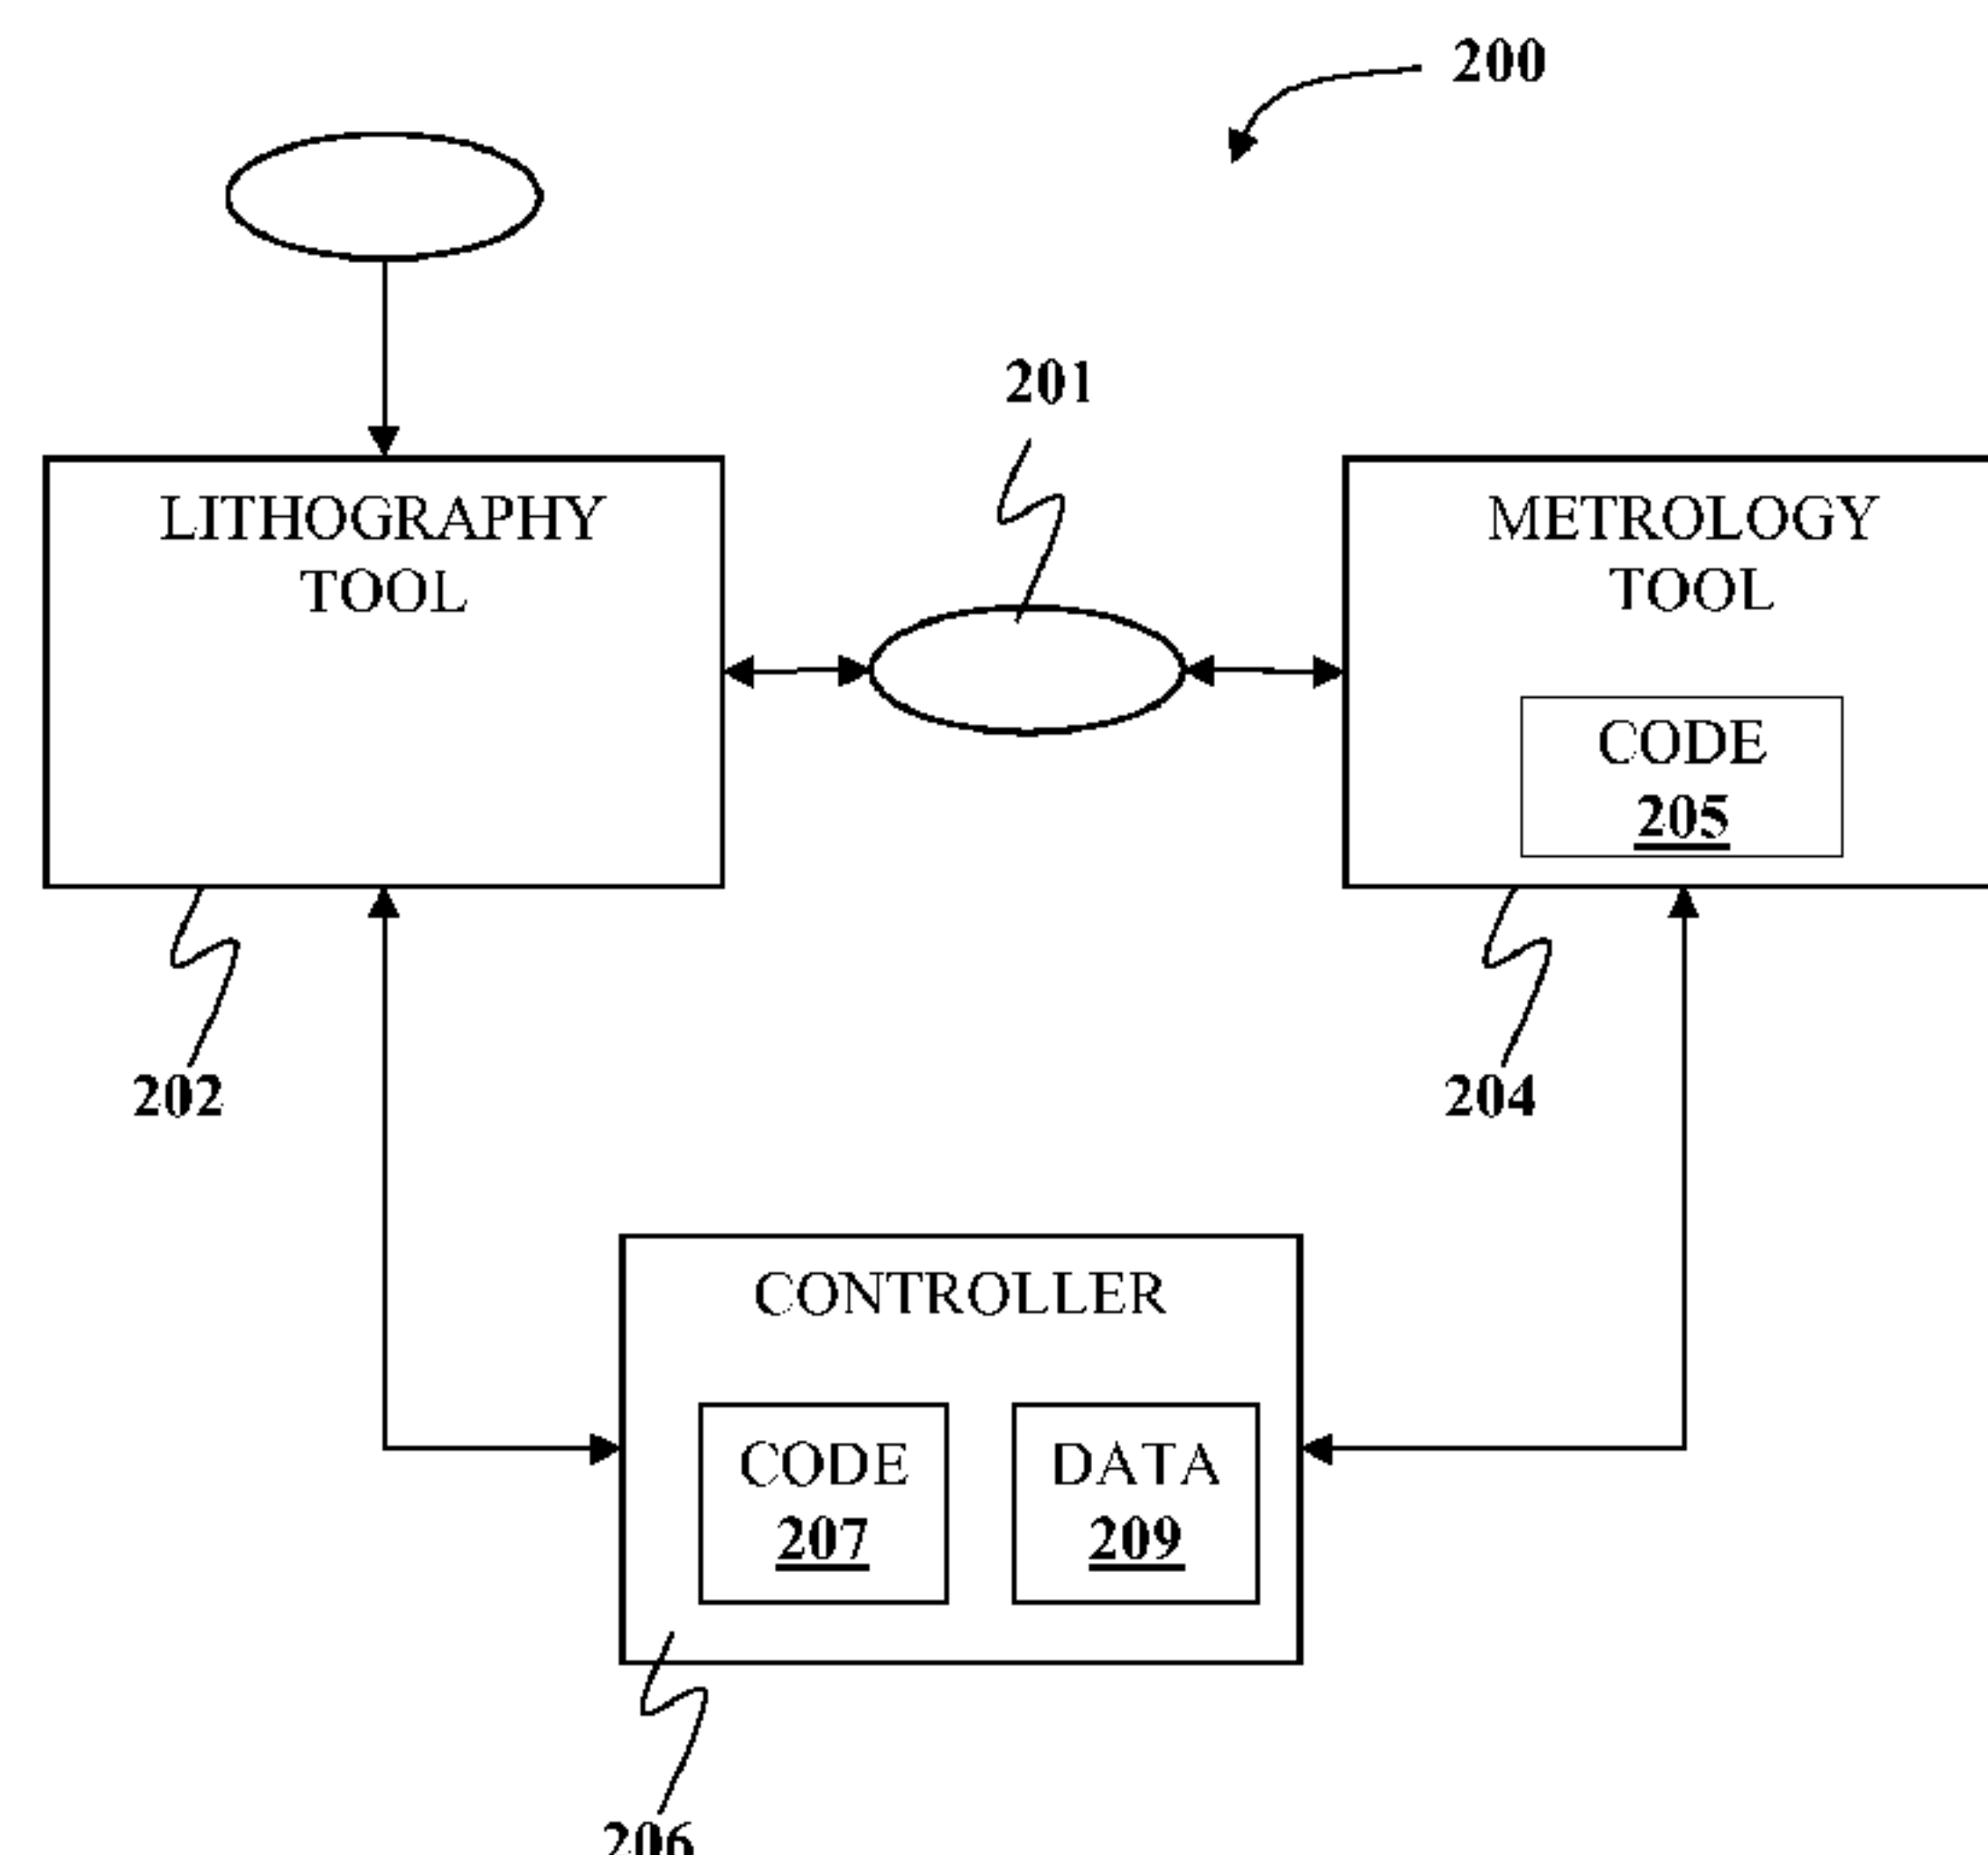 200
201
LITHOGRAPHY
TOOL
METROLOGY
TOOL
CODE
205
202
204
CONTROLLER
CODE
207
DATA
209
206